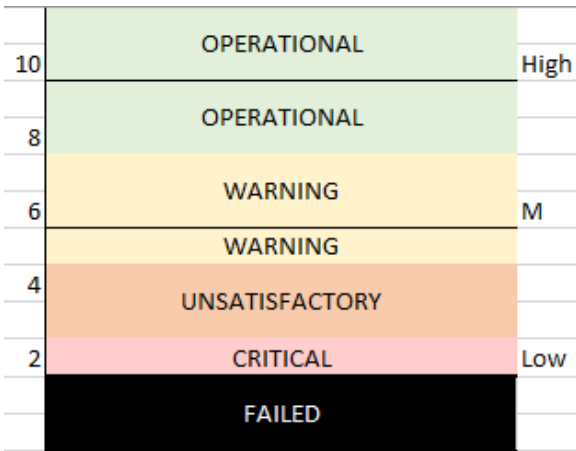 OPERATIONAL
10 High
OPERATIONAL
8
WARNING
6 M
WARNING
4
UNSATISFACTORY
2 CRITICAL Low
FAILED